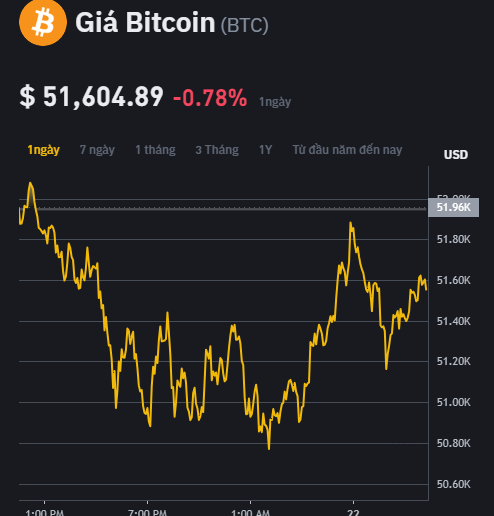 Giá Bitcoin (BTC)
$ 51,604.89 -0.78% 1ngày
1ngày 7 ngày 1 tháng 3 Tháng 1Y Từ đầu năm đến nay
USD
51.96K
51.80K
51.60K
51.40K
51.20K
51.00K
50.80K
50.60K
1:00 PM 7:00 PM 1:00 AM 22